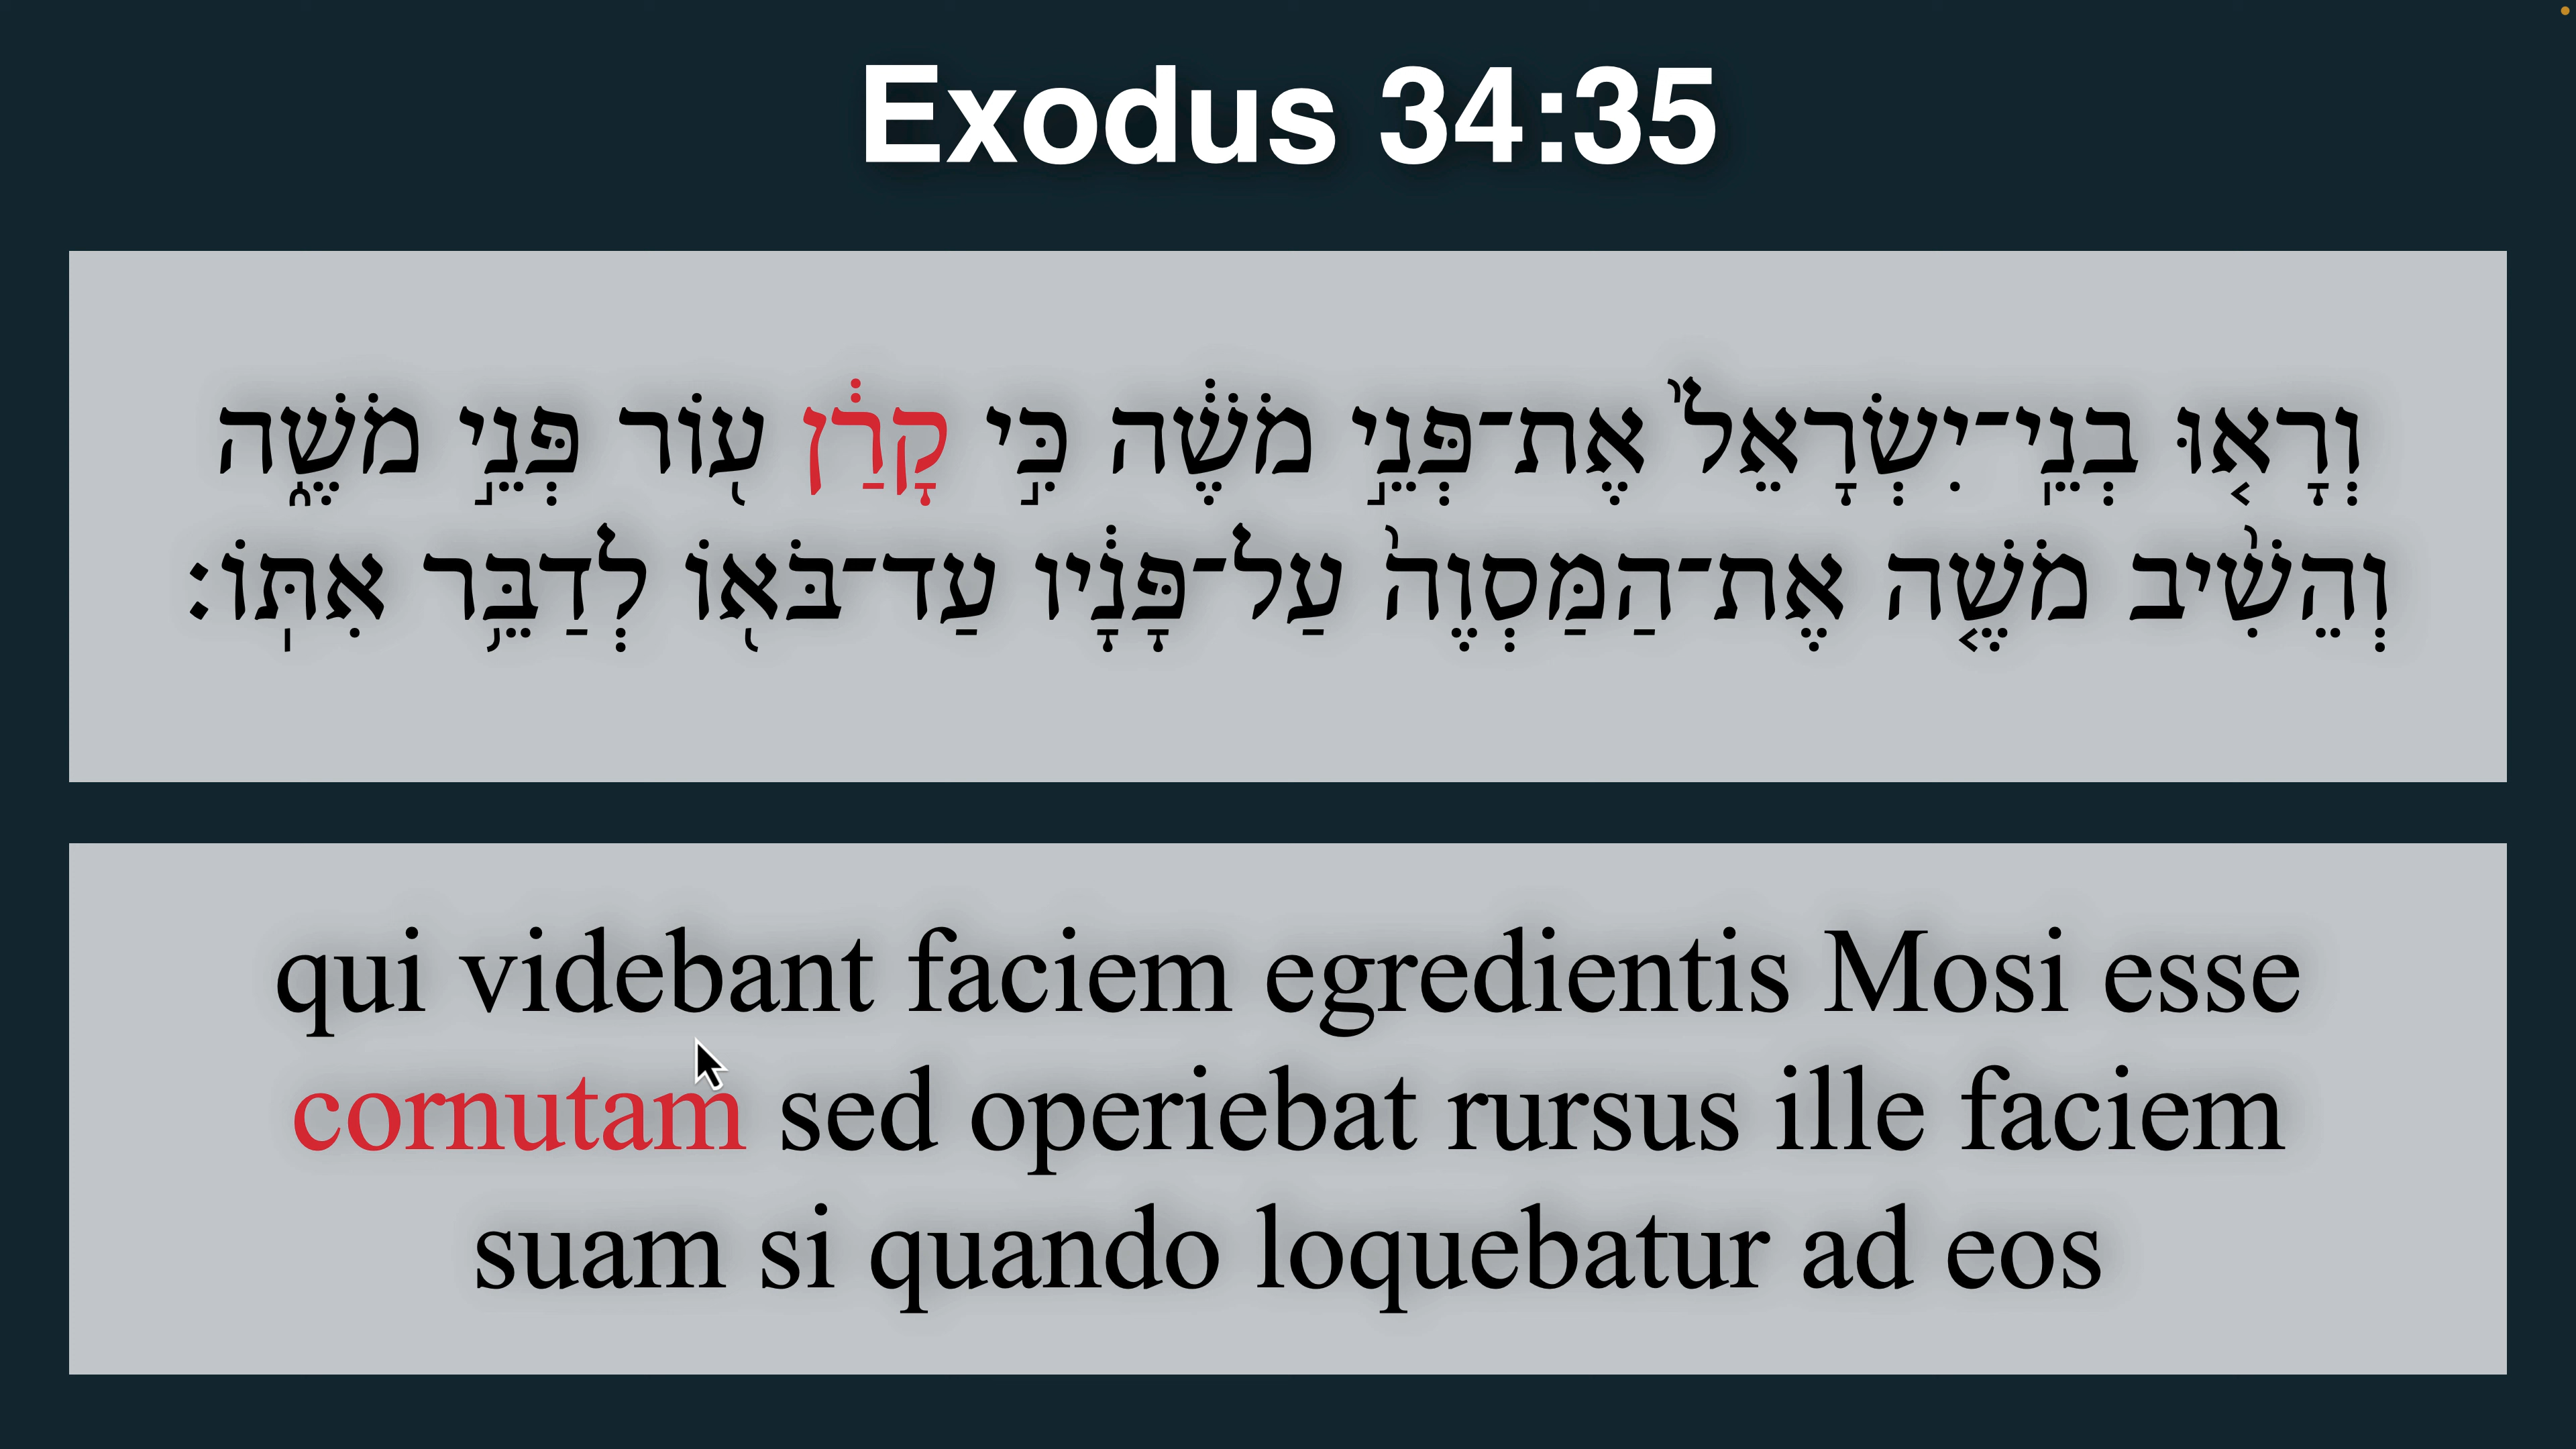 Exodus 34:35
וְרָא֤וּ בְנֵֽי־יִשְׂרָאֵל֙ אֶת־פְּנֵ֣י מֹשֶׁ֔ה כִּ֣י קָרַ֔ן ע֖וֹר פְּנֵ֣י מֹשֶׁ֑ה
וְהֵשִׁ֨יב מֹשֶׁ֤ה אֶת־הַמַּסְוֶה֙ עַל־פָּנָ֔יו עַד־בֹּא֖וֹ לְדַבֵּ֥ר אִתּֽוֹ׃
qui videbant faciem egredientis Mosi esse
cornutam sed operiebat rursus ille faciem
suam si quando loquebatur ad eos